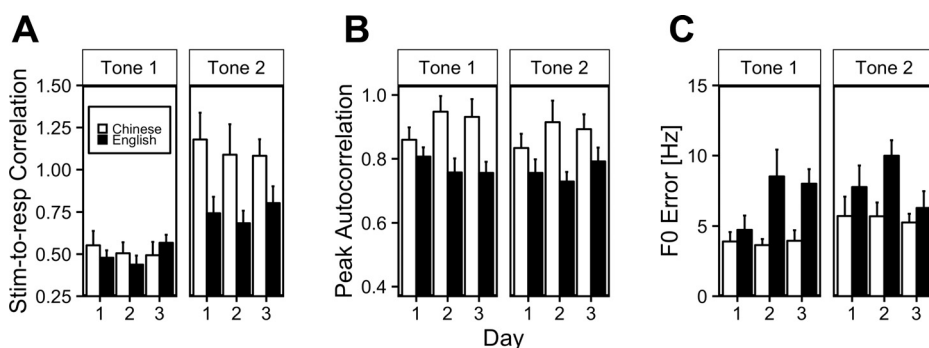 A
B
C
Tone 1
Tone 2
Tone 1
Tone 2
Tone 1
Tone 2
Stim-to-resp Correlation
1.50
1.25
1.00
0.75
0.50
0.25
Chinese
English
1 2 3
1 2 3
Peak Autocorrelation
1.0
0.8
0.6
0.4
1 2 3
1 2 3
F0 Error [Hz]
15
10
5
0
1 2 3
1 2 3
Day